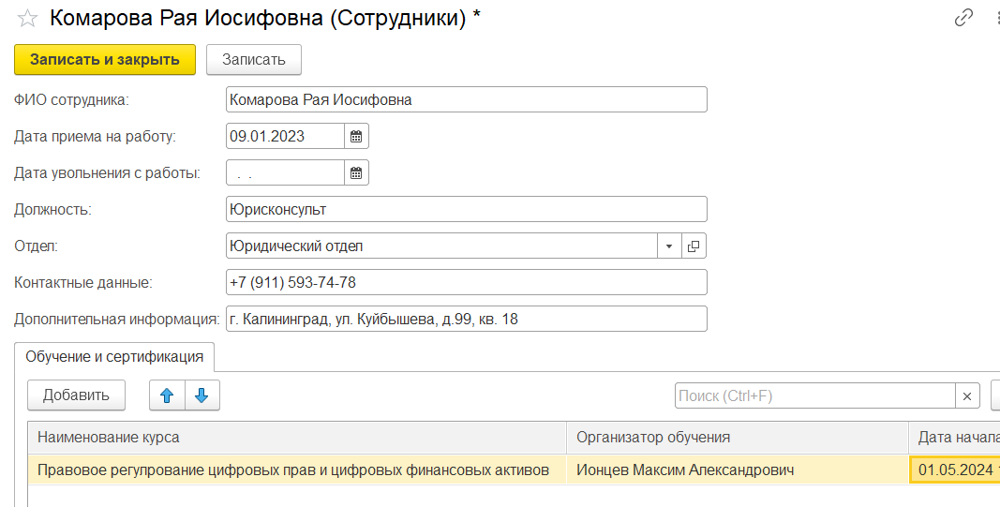 Комарова Рая Иосифовна (Сотрудники) *
Записать и закрыть Записать
ФИО сотрудника: Комарова Рая Иосифовна
Дата приема на работу: 09.01.2023
Дата увольнения с работы: . .
Должность: Юрисконсульт
Отдел: Юридический отдел
Контактные данные: +7 (911) 593-74-78
Дополнительная информация: г. Калининград, ул. Куйбышева, д.99, кв. 18
Обучение и сертификация
Добавить Поиск (Ctrl+F) ×
Наименование курса Организатор обучения Дата начала
Правовое регулрование цифровых прав и цифровых финансовых активов Ионцев Максим Александрович 01.05.2024